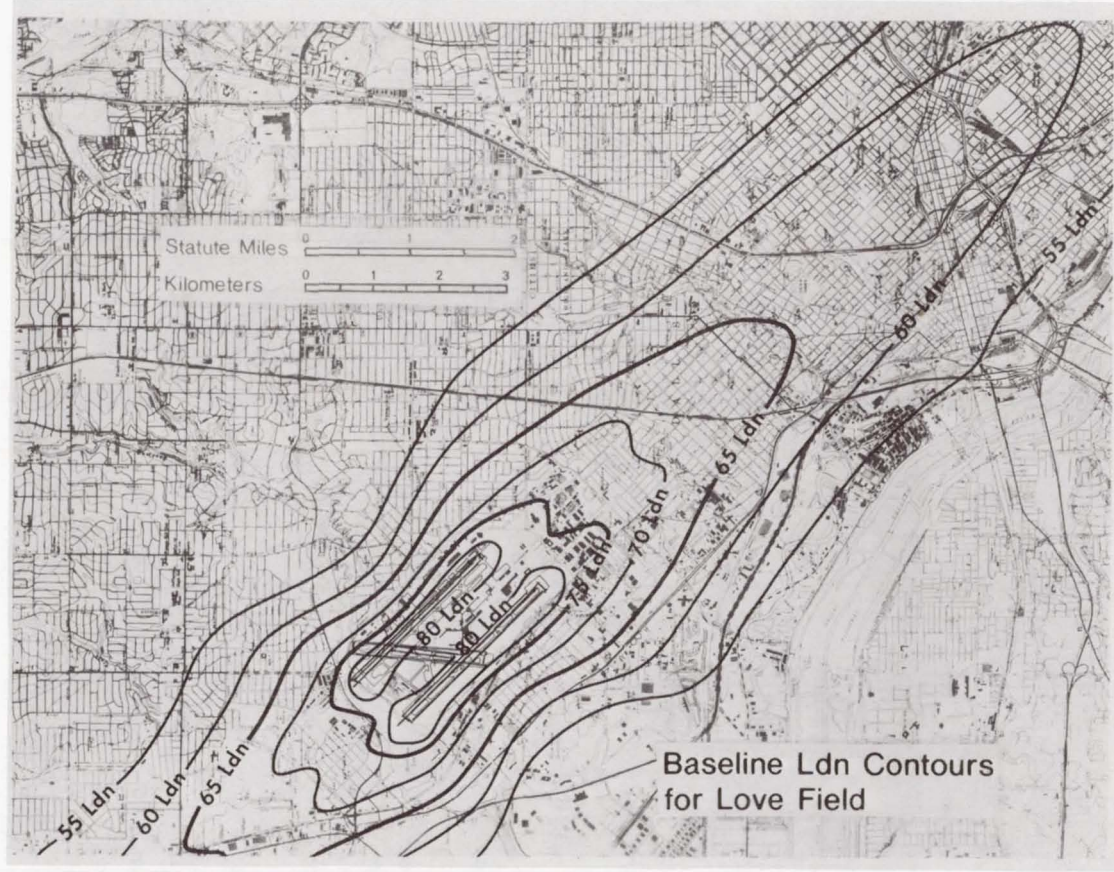 Statute Miles 0 1 2
Kilometers 0 1 2 3
55 Ldn
60 Ldn
65 Ldn
70 Ldn
75 Ldn
80 Ldn
80 Ldn
55 Ldn
60 Ldn
65 Ldn
Baseline Ldn Contours
for Love Field